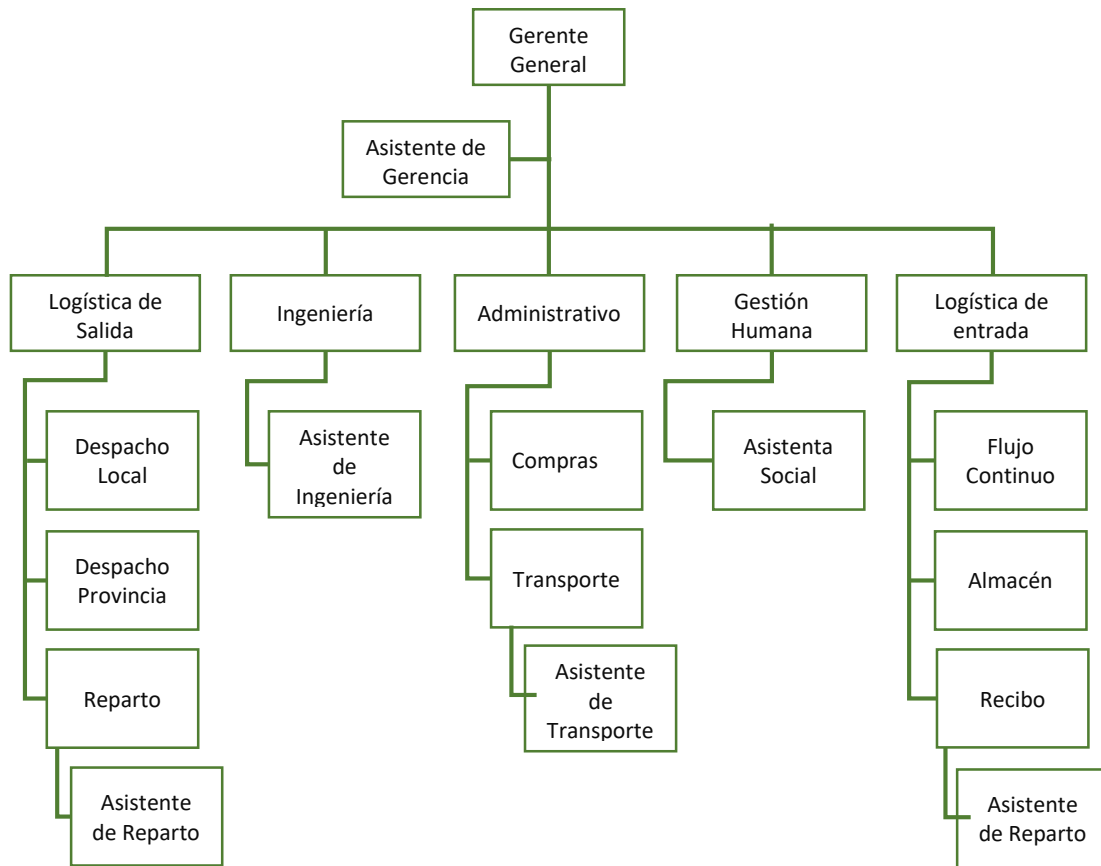 Gerente
General
Asistente de
Gerencia
Logística de
Salida
Ingeniería
Administrativo
Gestión
Humana
Logística de
entrada
Despacho
Local
Asistente
de
Ingeniería
Compras
Asistenta
Social
Flujo
Continuo
Despacho
Provincia
Transporte
Almacén
Reparto
Asistente
de
Transporte
Recibo
Asistente
de Reparto
Asistente
de Reparto